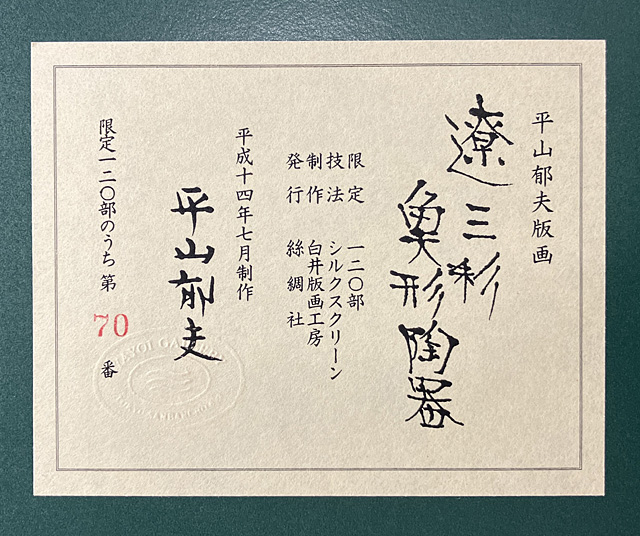 平山郁夫版画
遼三彩
魚形陶器
限定 一二〇部
技法 シルクスクリーン
制作 白井版画工房
発行 絲綢社
平成十四年七月制作
平山郁夫
限定一二〇部のうち 第 70 番